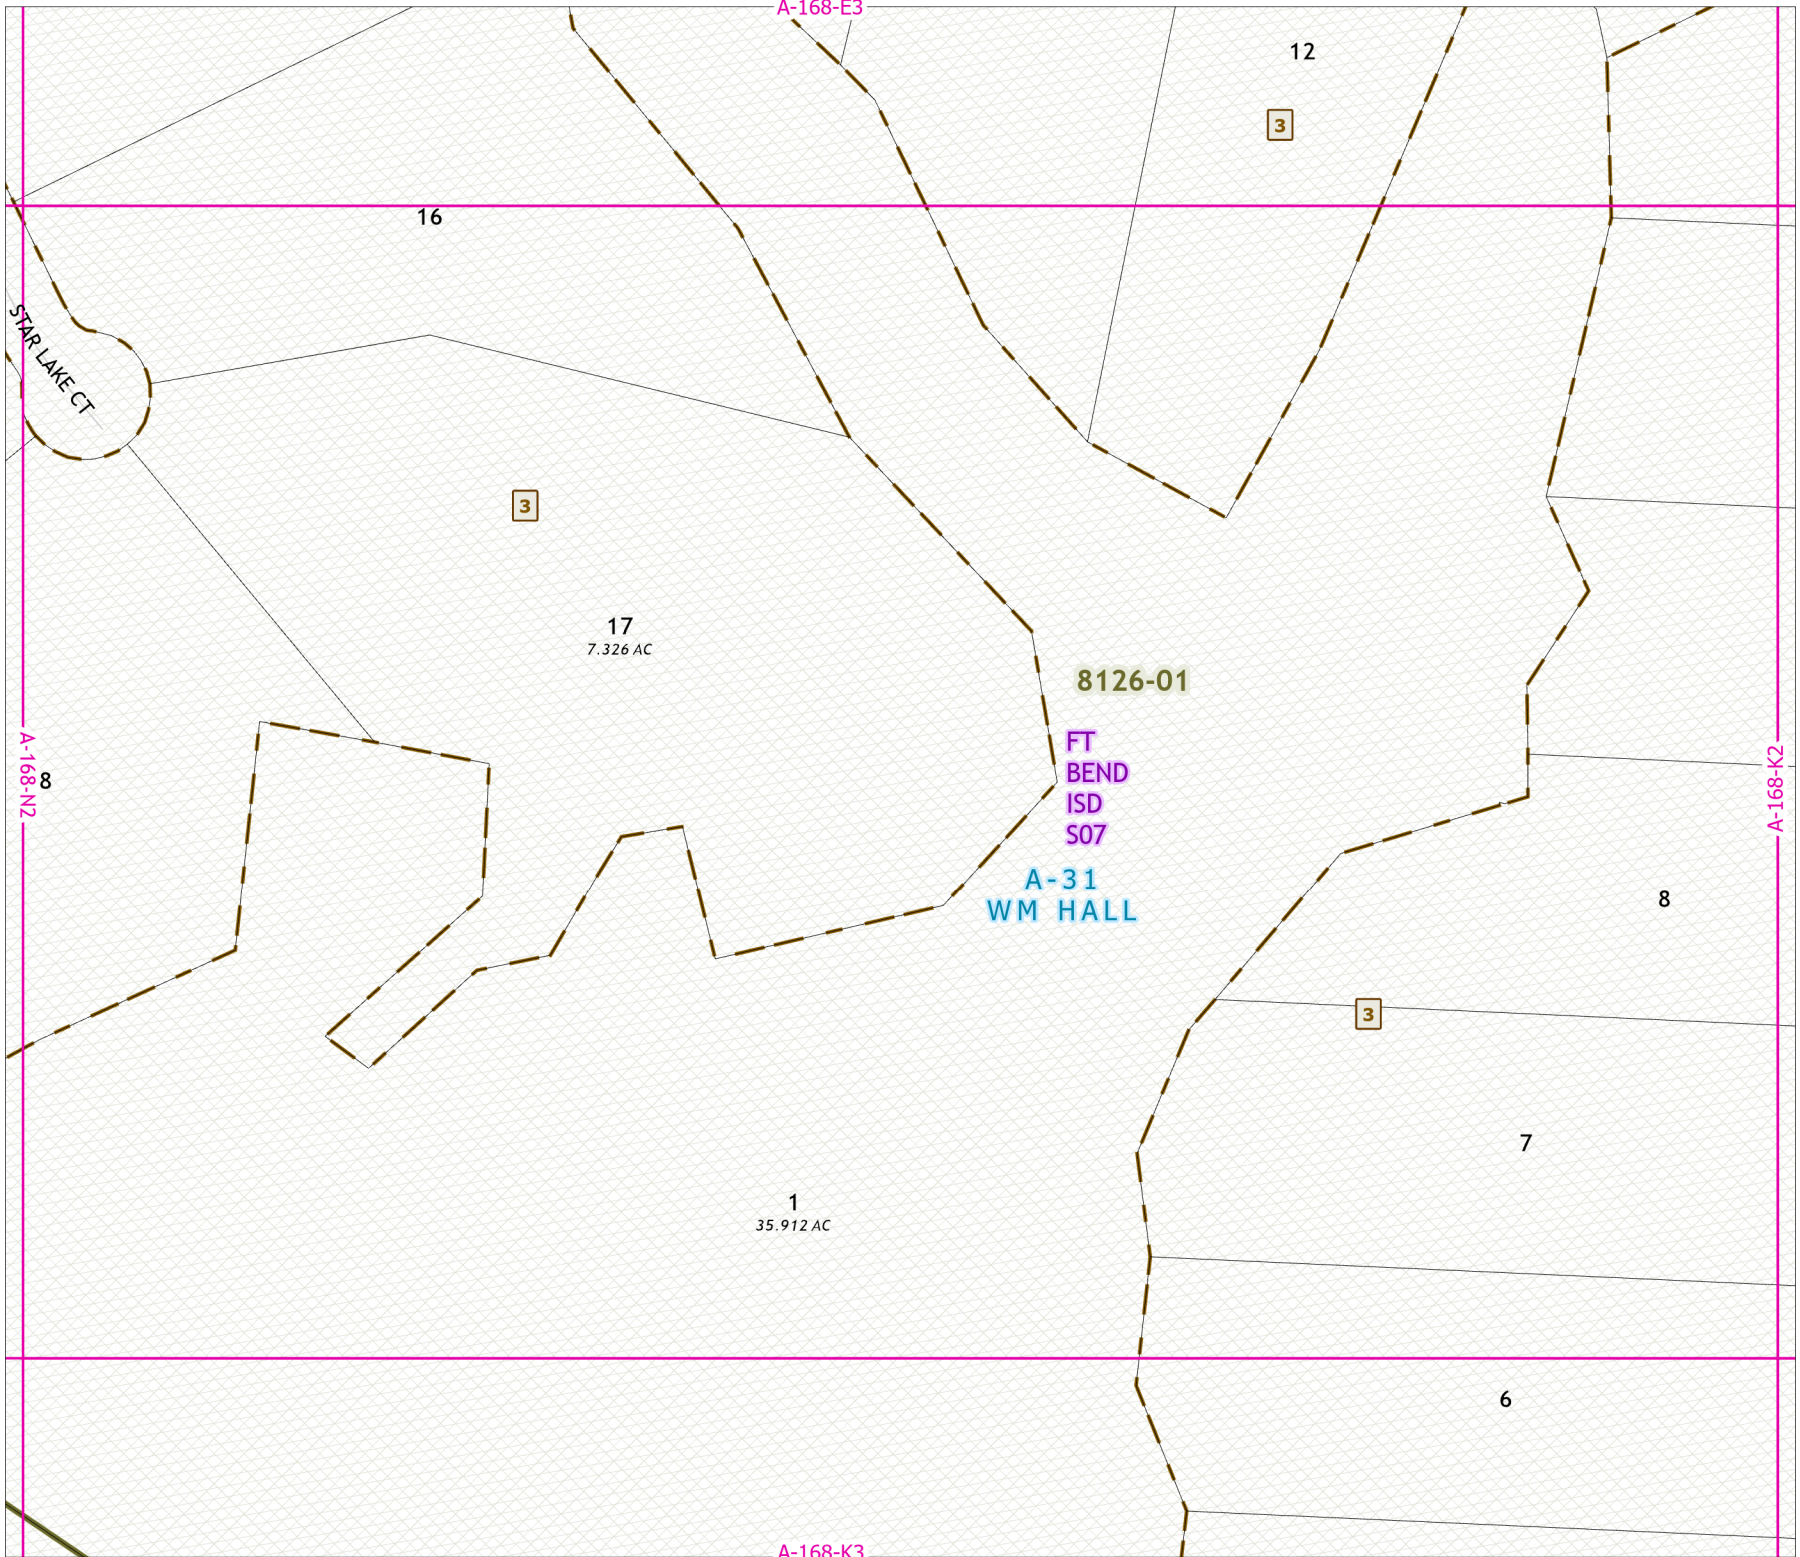 A-168-E3
12
3
16
STAR LAKE CT
3
17
7.326 AC
8126-01
FT
BEND
ISD
S07
A-168-N2
8
A-168-K2
A-31
WM HALL
8
3
7
1
35.912 AC
6
A-168-K3